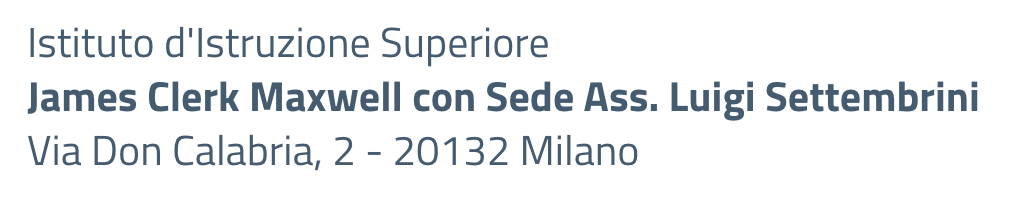 Istituto d'Istruzione Superiore
James Clerk Maxwell con Sede Ass. Luigi Settembrini
Via Don Calabria, 2 - 20132 Milano